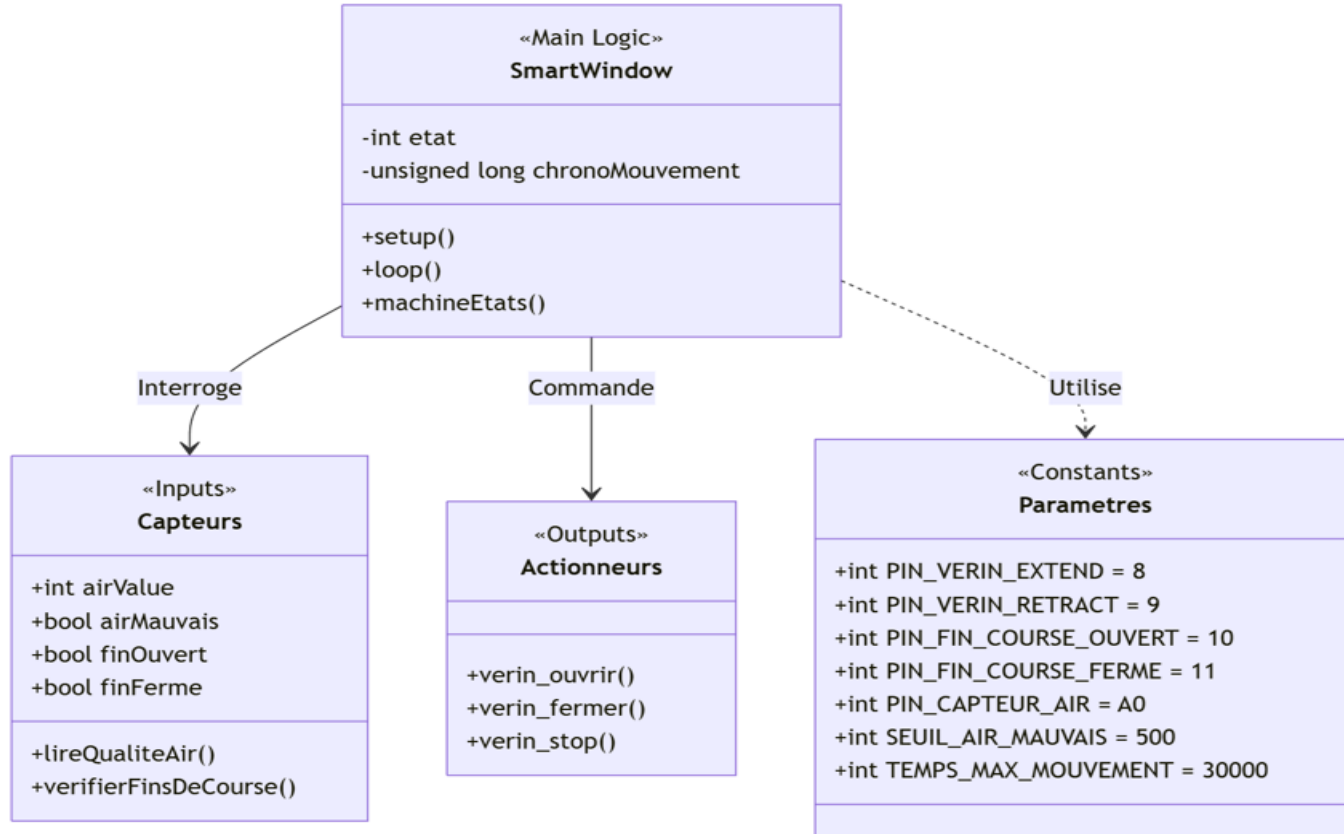 «Main Logic»
SmartWindow
-int etat
-unsigned long chronoMouvement
+setup()
+loop()
+machineEtats()
Interroge
Commande
Utilise
«Inputs»
Capteurs
+int airValue
+bool airMauvais
+bool finOuvert
+bool finFerme
+lireQualiteAir()
+verifierFinsDeCourse()
«Outputs»
Actionneurs
+verin_ouvrir()
+verin_fermer()
+verin_stop()
«Constants»
Parametres
+int PIN_VERIN_EXTEND = 8
+int PIN_VERIN_RETRACT = 9
+int PIN_FIN_COURSE_OUVERT = 10
+int PIN_FIN_COURSE_FERME = 11
+int PIN_CAPTEUR_AIR = A0
+int SEUIL_AIR_MAUVAIS = 500
+int TEMPS_MAX_MOUVEMENT = 30000